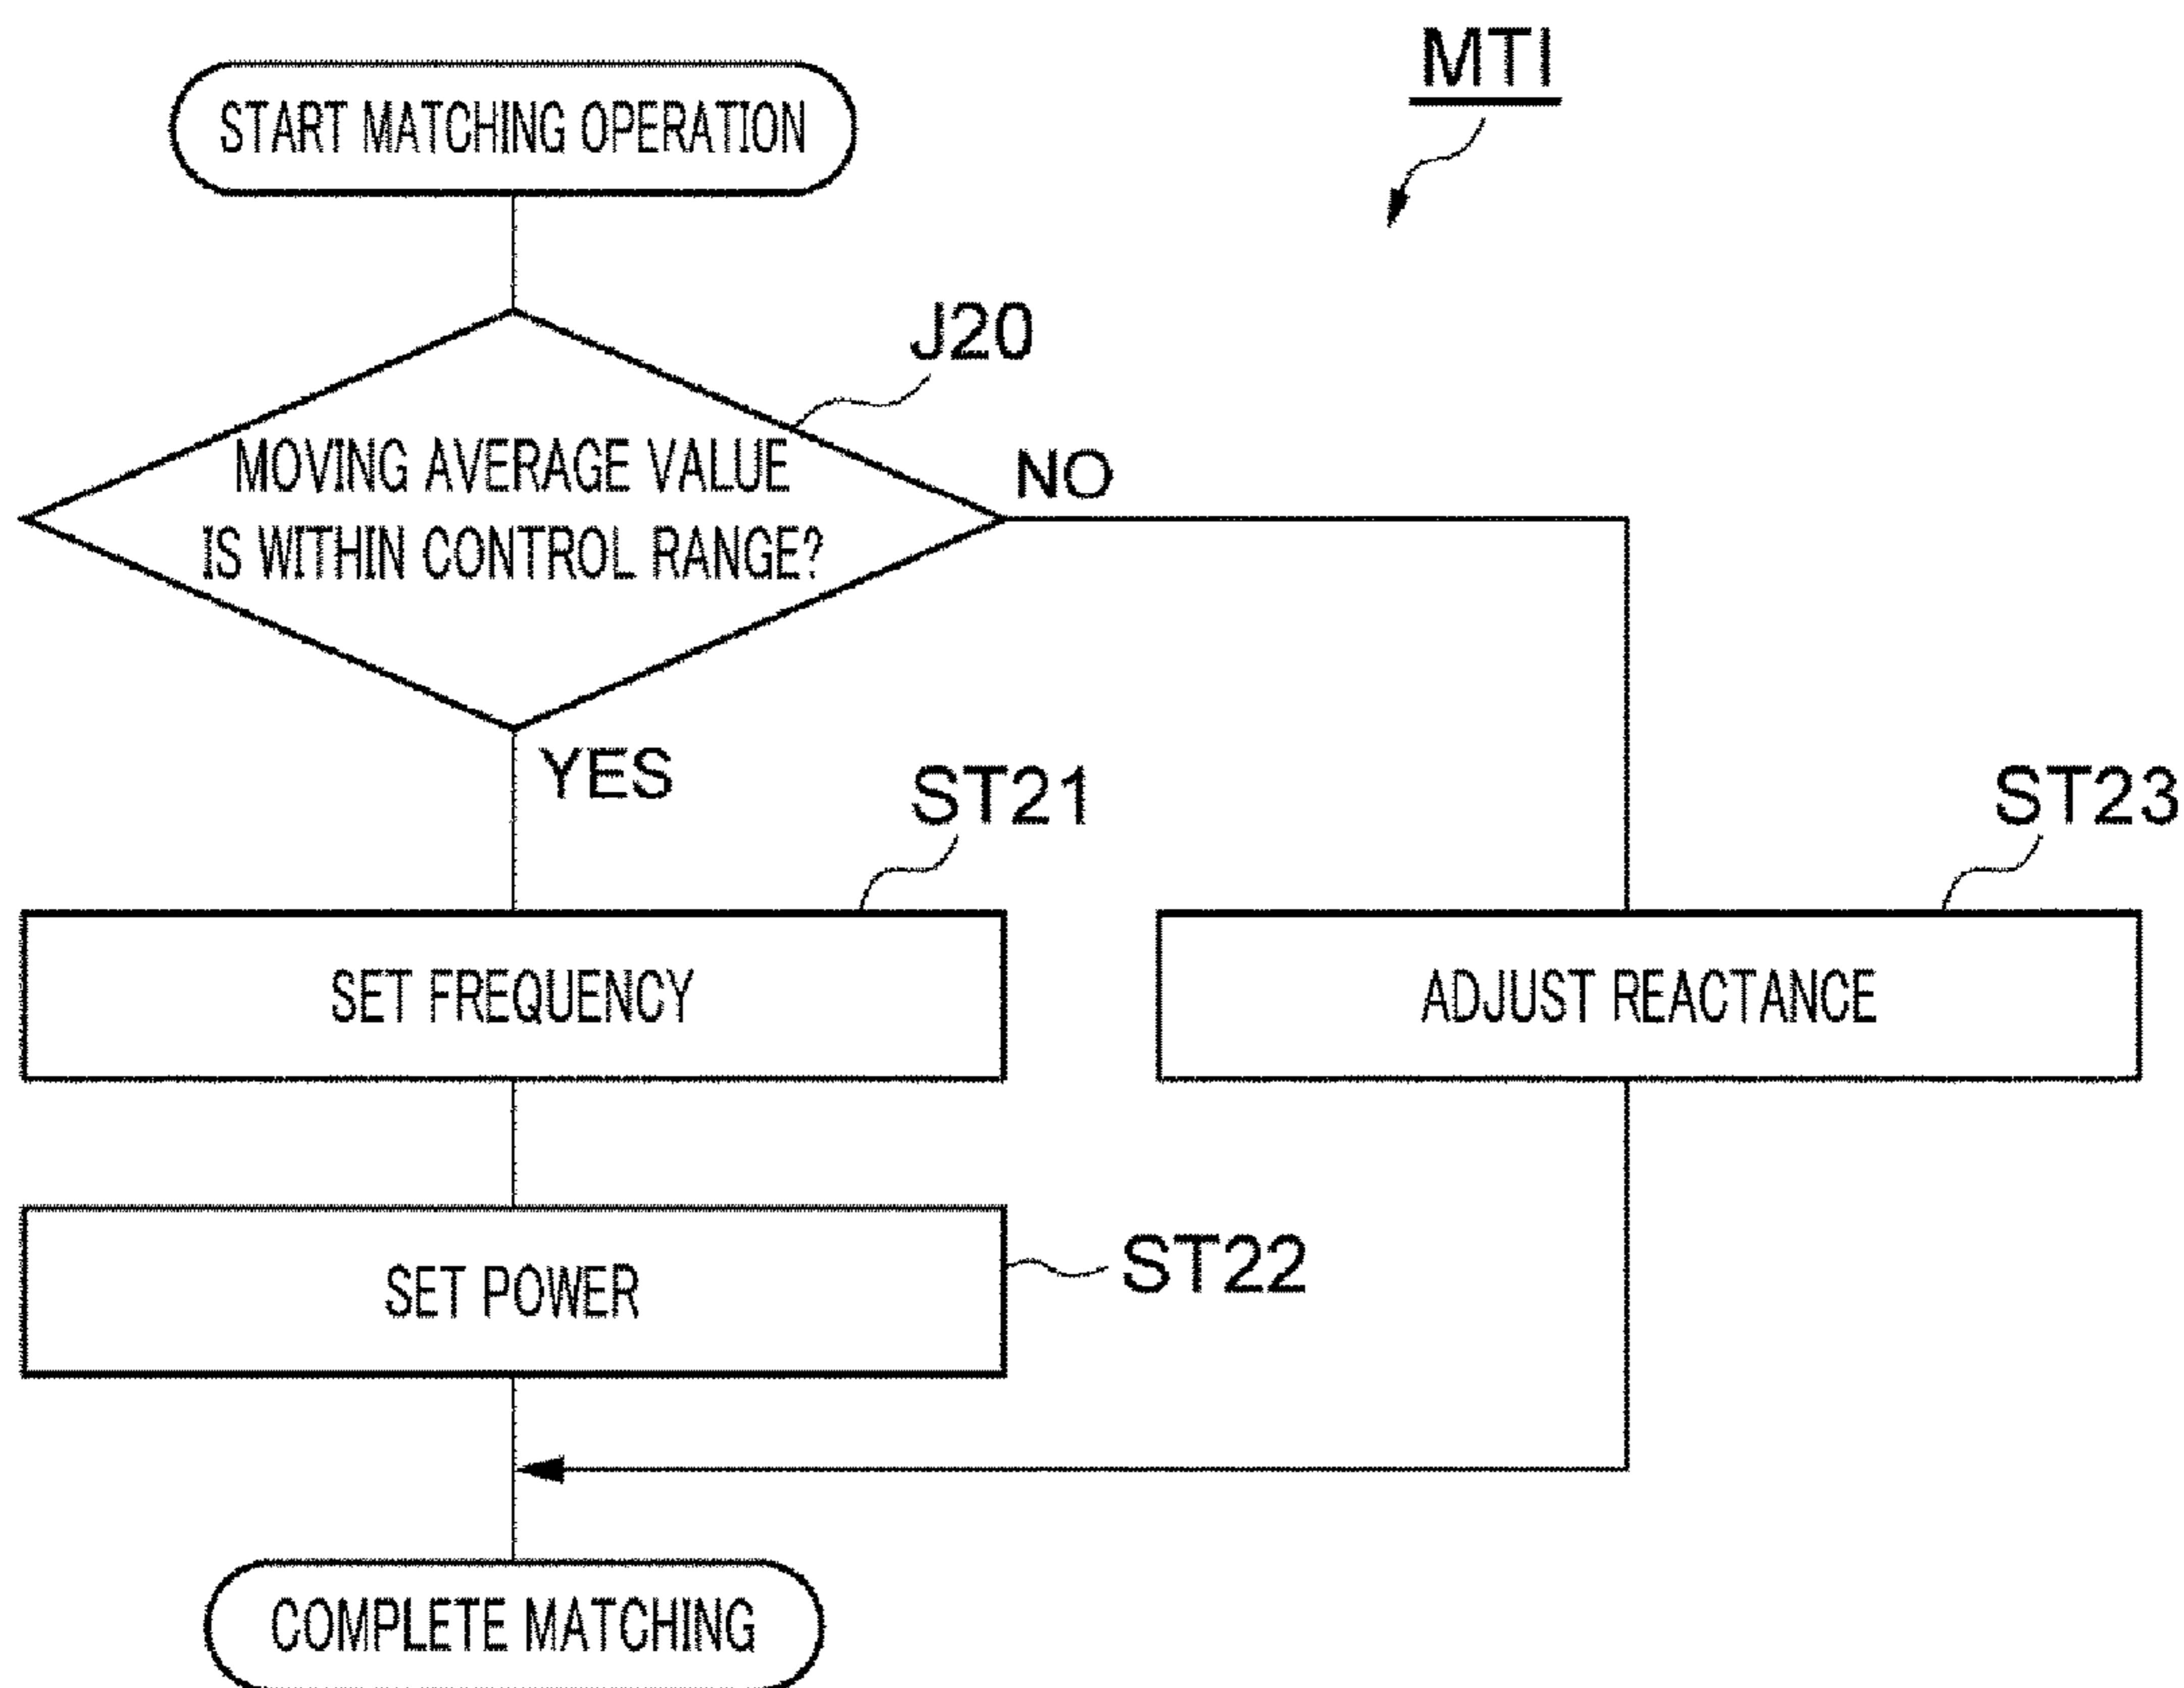 MTI
START MATCHING OPERATION
J20
MOVING AVERAGE VALUE
IS WITHIN CONTROL RANGE?
NO
YES
ST21
ST23
SET FREQUENCY
ADJUST REACTANCE
SET POWER
ST22
COMPLETE MATCHING